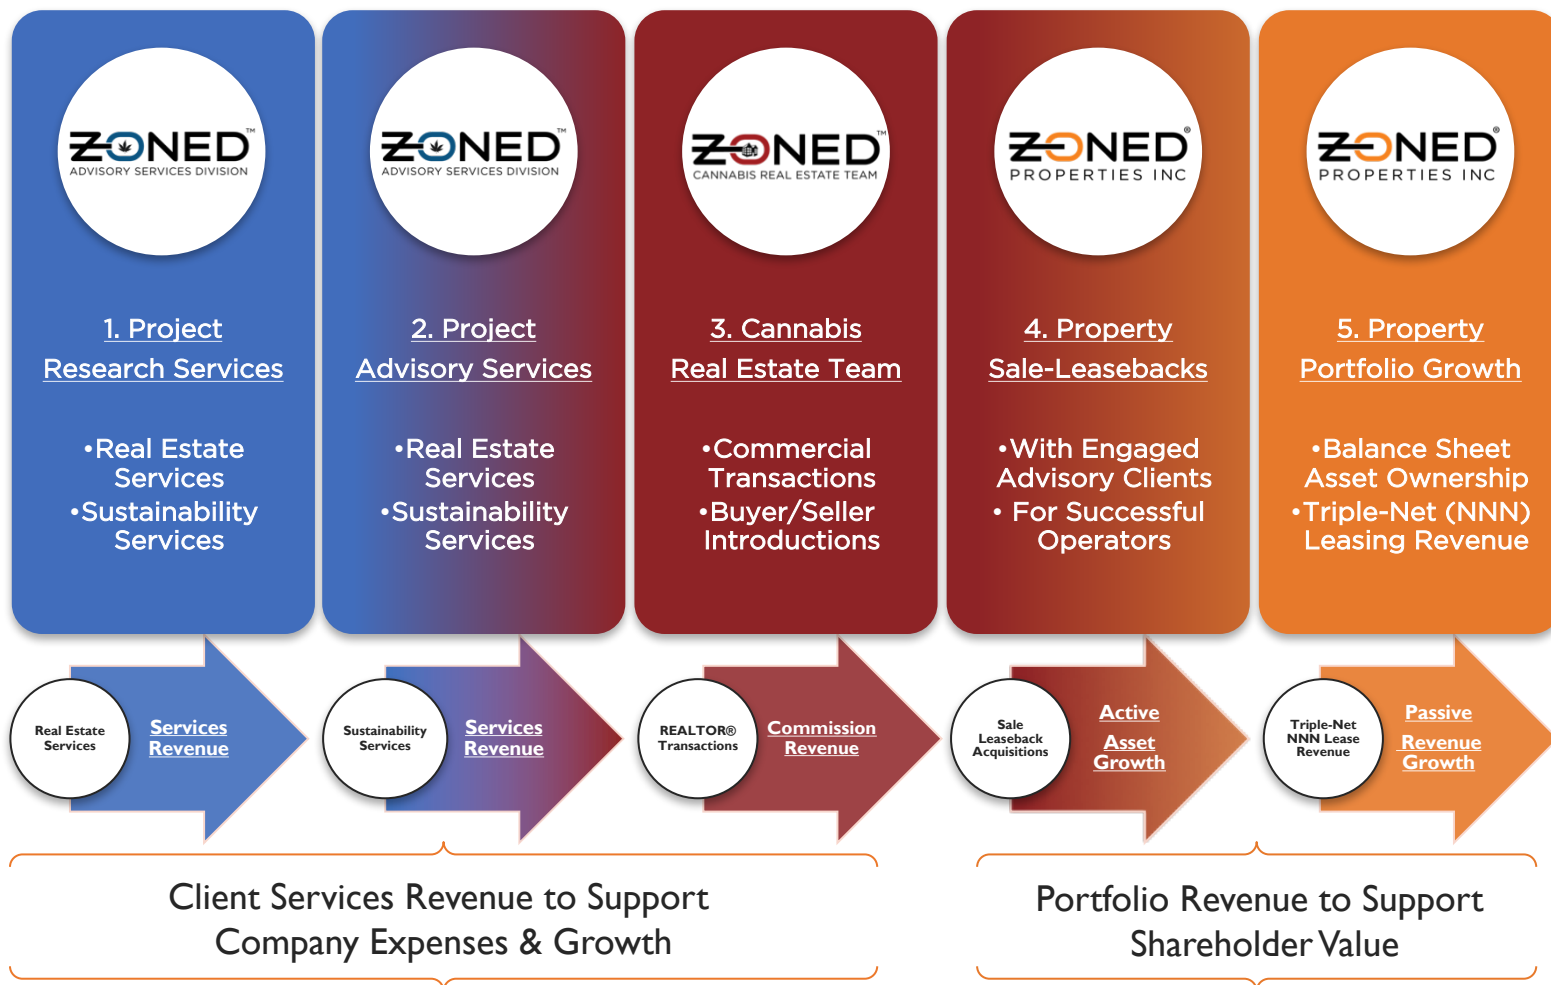 ZONED™
ADVISORY SERVICES DIVISION
1. Project
Research Services
•Real Estate
Services
•Sustainability
Services
ZONED™
ADVISORY SERVICES DIVISION
2. Project
Advisory Services
•Real Estate
Services
•Sustainability
Services
ZONED™
CANNABIS REAL ESTATE TEAM
3. Cannabis
Real Estate Team
•Commercial
Transactions
•Buyer/Seller
Introductions
ZONED®
PROPERTIES INC
4. Property
Sale-Leasebacks
•With Engaged
Advisory Clients
• For Successful
Operators
ZONED®
PROPERTIES INC
5. Property
Portfolio Growth
•Balance Sheet
Asset Ownership
•Triple-Net (NNN)
Leasing Revenue
Real Estate
Services
Services
Revenue
Sustainability
Services
Services
Revenue
REALTOR®
Transactions
Commission
Revenue
Sale
Leaseback
Acquisitions
Active
Asset
Growth
Triple-Net
NNN Lease
Revenue
Passive
Revenue
Growth
Client Services Revenue to Support
Company Expenses & Growth
Portfolio Revenue to Support
Shareholder Value